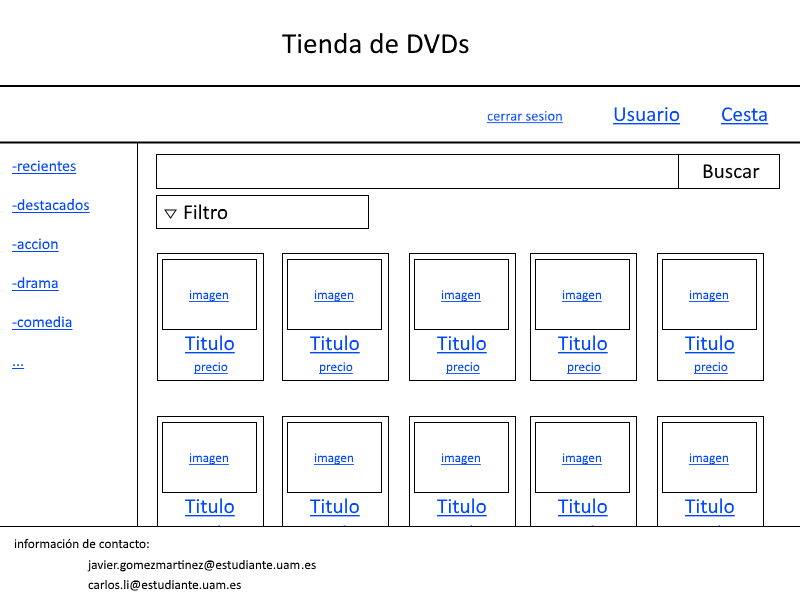 Tienda de DVDs
cerrar sesion Usuario Cesta
-recientes
-destacados
-accion
-drama
-comedia
...
Buscar
Filtro
imagen imagen imagen imagen imagen
Titulo Titulo Titulo Titulo Titulo
precio precio precio precio precio
imagen imagen imagen imagen imagen
Titulo Titulo Titulo Titulo Titulo
información de contacto:
javier.gomezmartinez@estudiante.uam.es
carlos.li@estudiante.uam.es